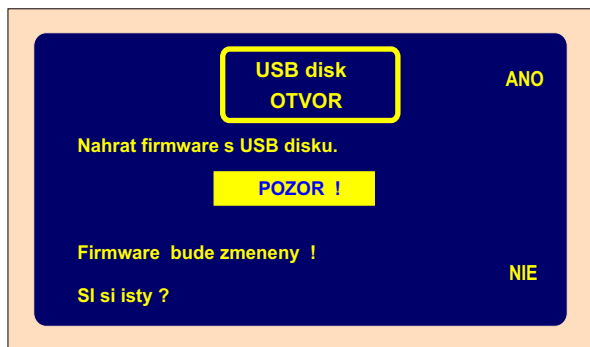 USB disk
OTVOR
ANO
Nahrat firmware s USB disku.
POZOR !
Firmware bude zmeneny !
NIE
SI si isty ?